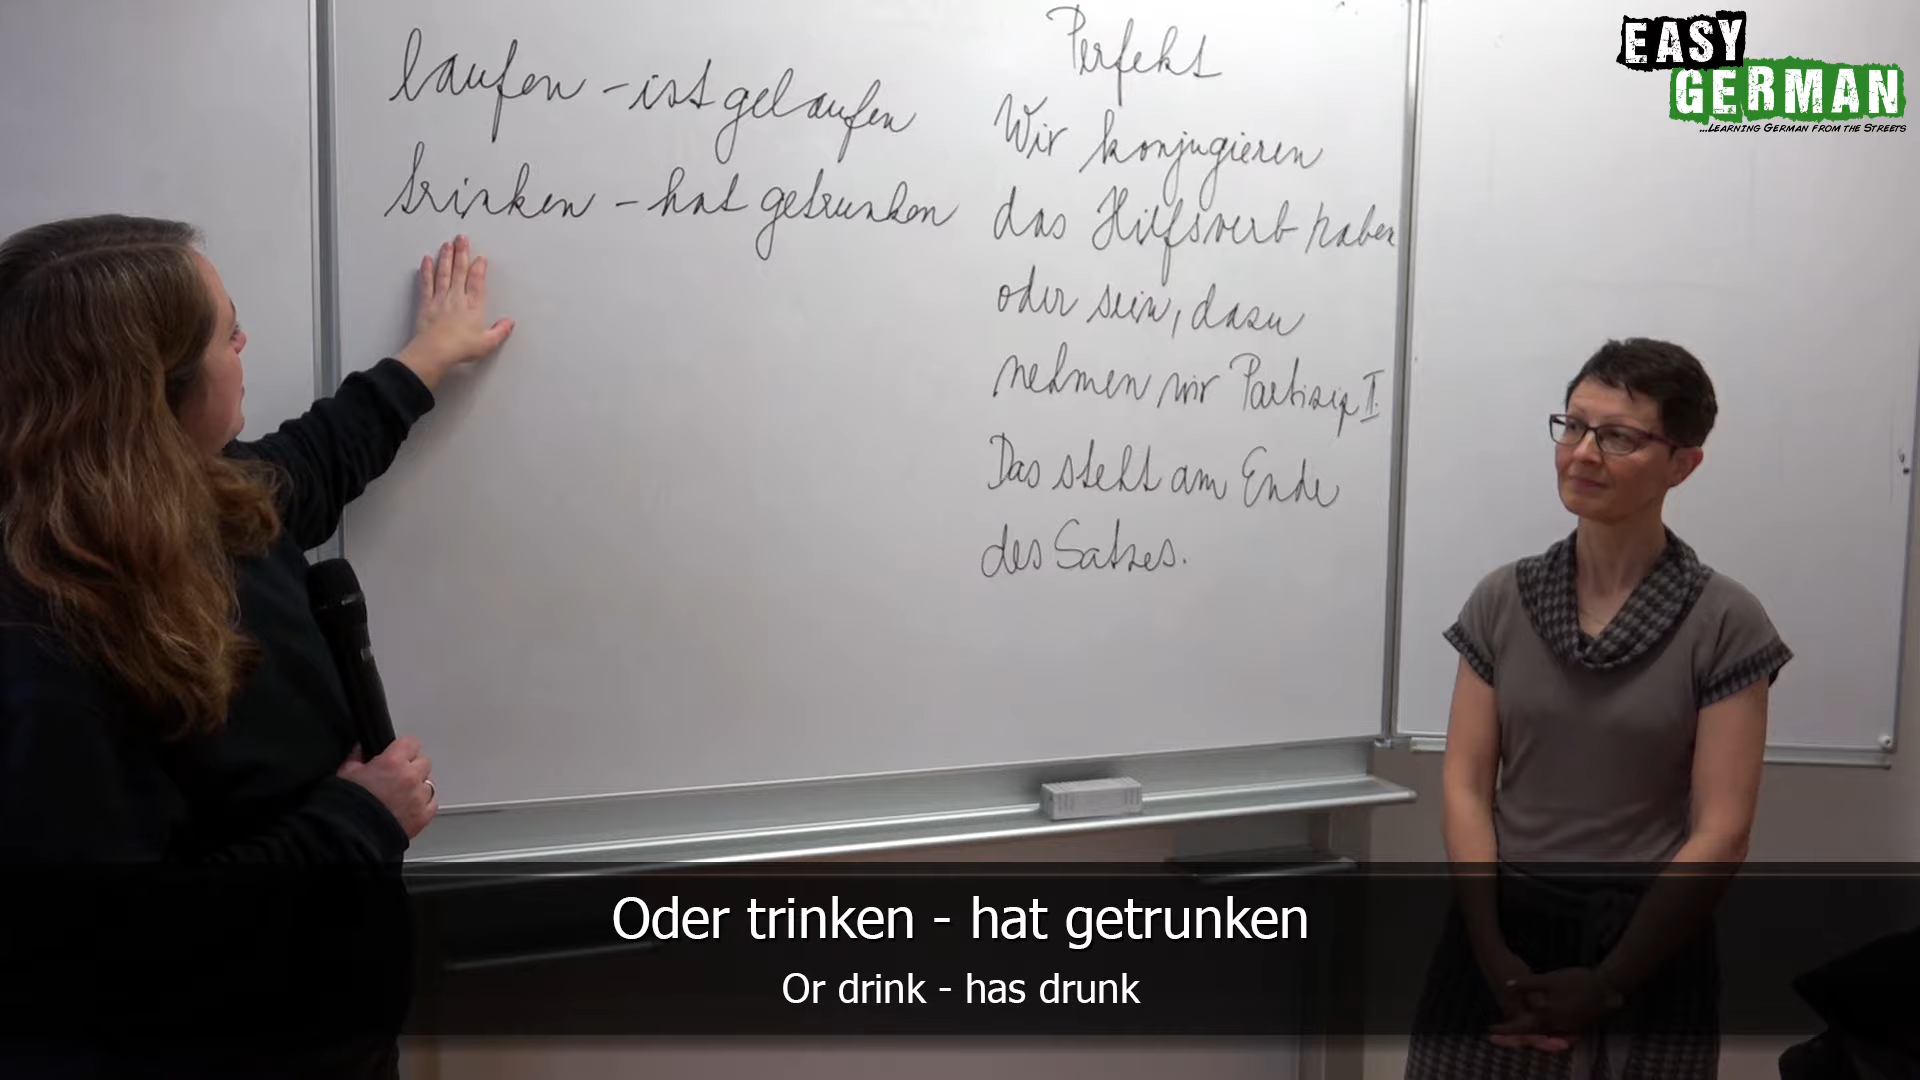 laufen - ist gelaufen
trinken - hat getrunken
Perfekt
Wir konjugieren
das Hilfsverb haben
oder sein, dazu
nehmen wir Partizip II.
Das steht am Ende
des Satzes.
EASY
GERMAN
...LEARNING GERMAN FROM THE STREETS
Oder trinken - hat getrunken
Or drink - has drunk